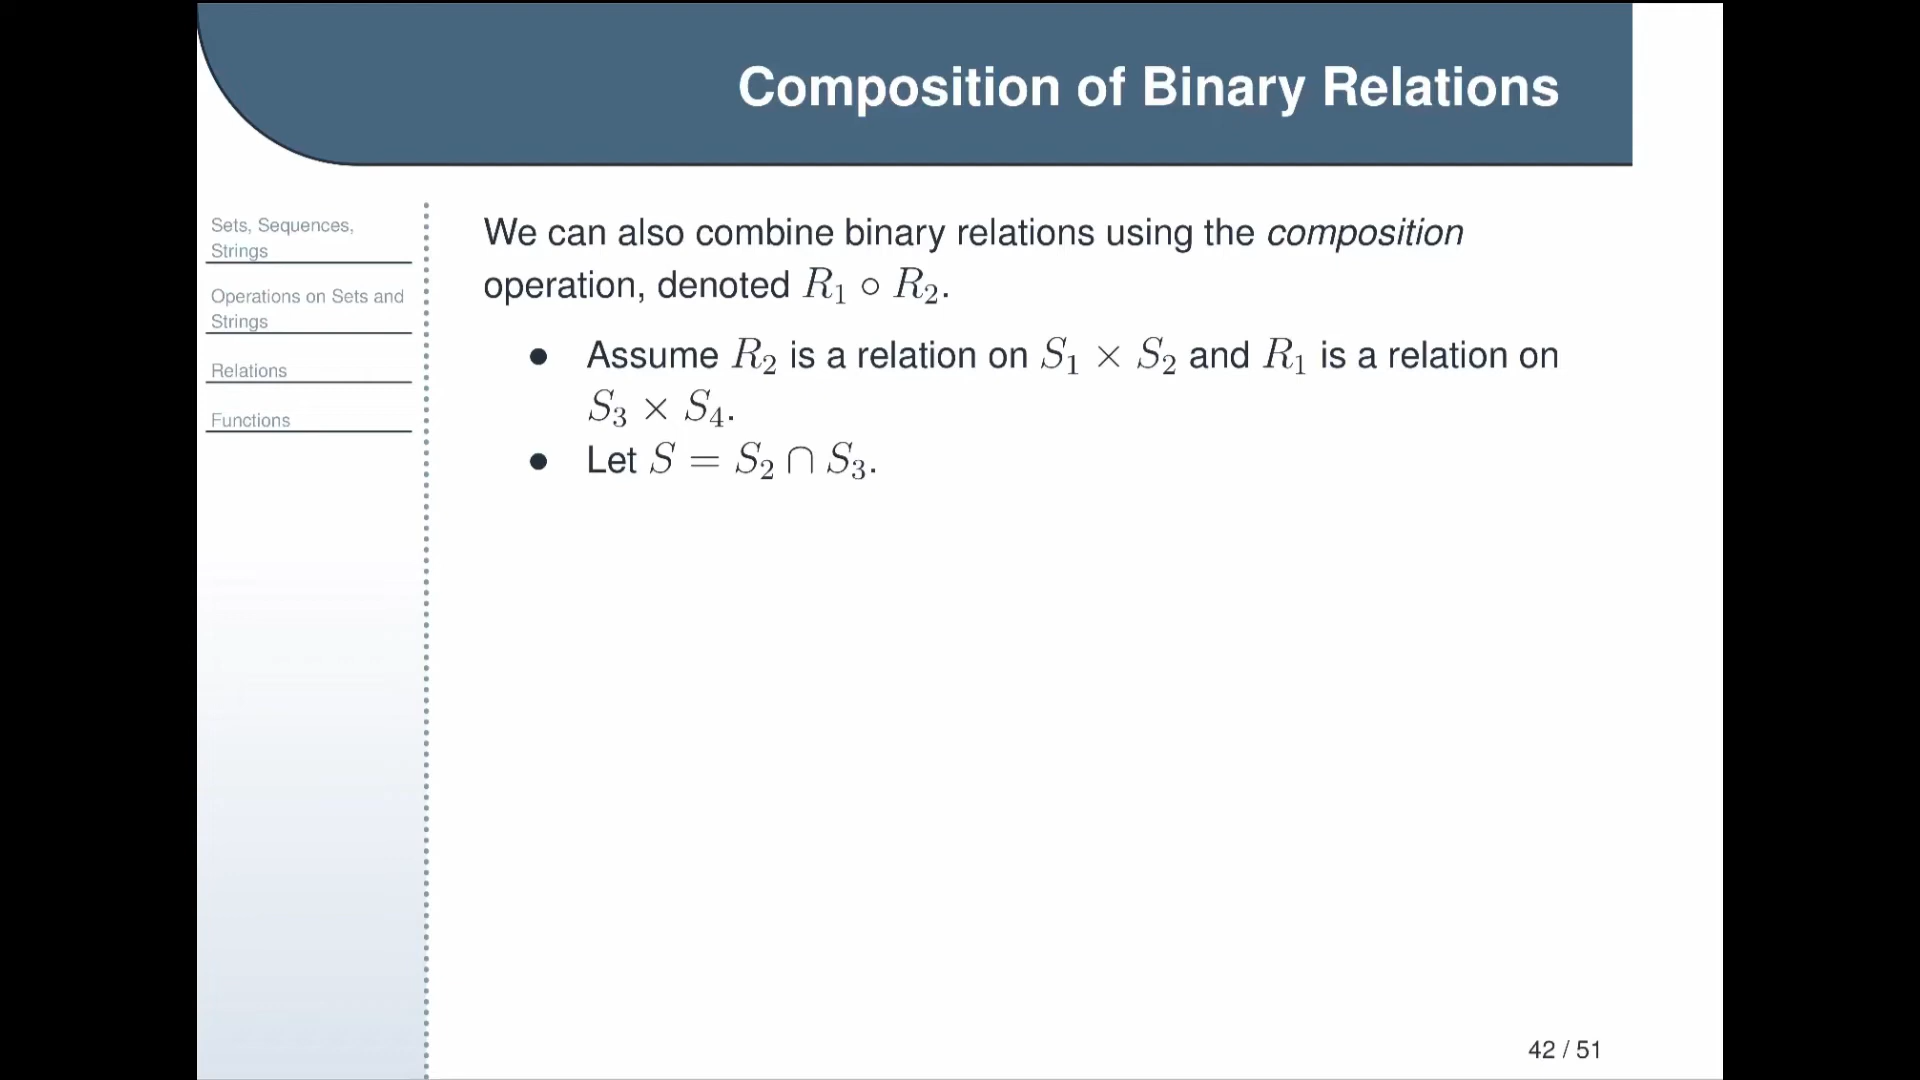 Composition of Binary Relations
Sets, Sequences,
Strings
Operations on Sets and
Strings
Relations
Functions
We can also combine binary relations using the composition
operation, denoted R₁ ∘ R₂.
● Assume R₂ is a relation on S₁ × S₂ and R₁ is a relation on
S₃ × S₄.
● Let S = S₂ ∩ S₃.
42 / 51